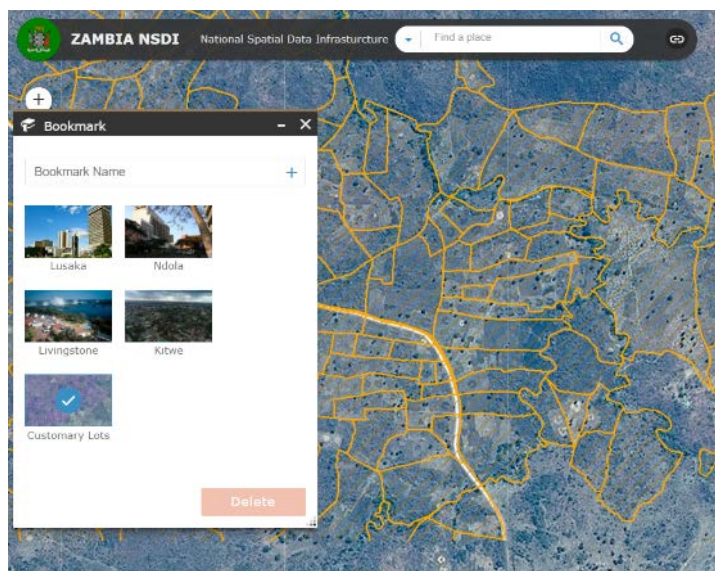 ZAMBIA NSDI National Spatial Data Infrasturcture Find a place
Bookmark
Bookmark Name
Lusaka Ndola
Livingstone Kitwe
Customary Lots
Delete